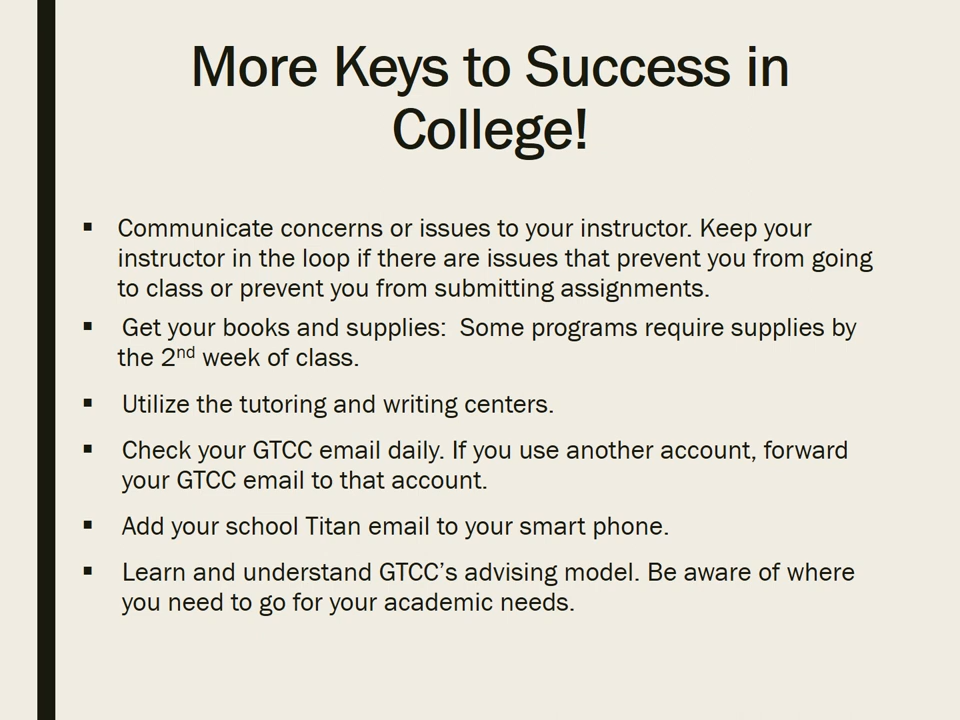 More Keys to Success in
College!
▪ Communicate concerns or issues to your instructor. Keep your
instructor in the loop if there are issues that prevent you from going
to class or prevent you from submitting assignments.
▪ Get your books and supplies:  Some programs require supplies by
the 2nd week of class.
▪ Utilize the tutoring and writing centers.
▪ Check your GTCC email daily. If you use another account, forward
your GTCC email to that account.
▪ Add your school Titan email to your smart phone.
▪ Learn and understand GTCC’s advising model. Be aware of where
you need to go for your academic needs.